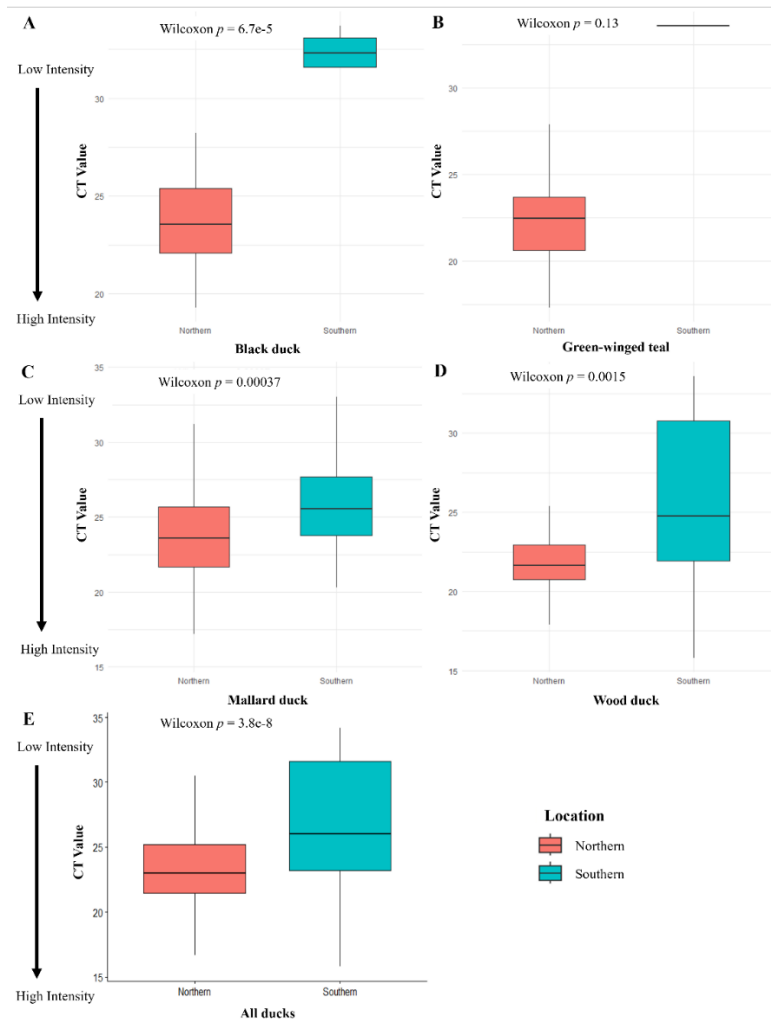 A
Wilcoxon p = 6.7e-5
Low Intensity
High Intensity
CT Value
30
25
20
Northern
Southern
Black duck
B
Wilcoxon p = 0.13
CT Value
30
25
20
Northern
Southern
Green-winged teal
C
Wilcoxon p = 0.00037
Low Intensity
High Intensity
CT Value
35
30
25
20
15
Northern
Southern
Mallard duck
D
Wilcoxon p = 0.0015
CT Value
30
25
20
15
Northern
Southern
Wood duck
E
Wilcoxon p = 3.8e-8
Low Intensity
High Intensity
CT Value
35
30
25
20
15
Northern
Southern
All ducks
Location
Northern
Southern